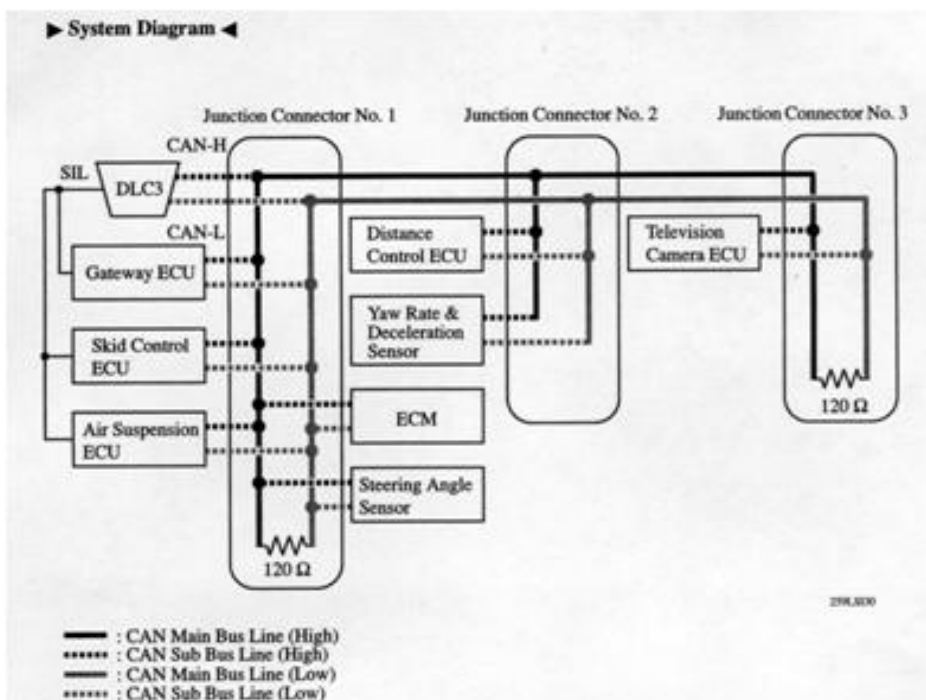 ▶ System Diagram ◀
Junction Connector No. 1
Junction Connector No. 2
Junction Connector No. 3
CAN-H
SIL
DLC3
CAN-L
Gateway ECU
Skid Control
ECU
Air Suspension
ECU
Distance
Control ECU
Yaw Rate &
Deceleration
Sensor
ECM
Steering Angle
Sensor
Television
Camera ECU
120 Ω
120 Ω
: CAN Main Bus Line (High)
: CAN Sub Bus Line (High)
: CAN Main Bus Line (Low)
: CAN Sub Bus Line (Low)